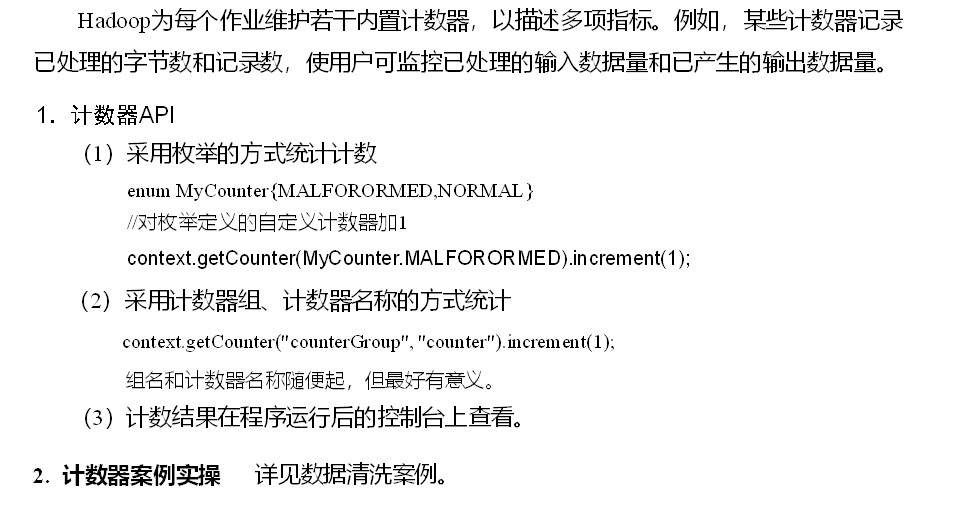 Hadoop为每个作业维护若干内置计数器，以描述多项指标。例如，某些计数器记录
已处理的字节数和记录数，使用户可监控已处理的输入数据量和已产生的输出数据量。
1．计数器API
（1）采用枚举的方式统计计数
enum MyCounter{MALFORORMED,NORMAL}
//对枚举定义的自定义计数器加1
context.getCounter(MyCounter.MALFORORMED).increment(1);
（2）采用计数器组、计数器名称的方式统计
context.getCounter("counterGroup", "counter").increment(1);
组名和计数器名称随便起，但最好有意义。
（3）计数结果在程序运行后的控制台上查看。
2. 计数器案例实操 详见数据清洗案例。